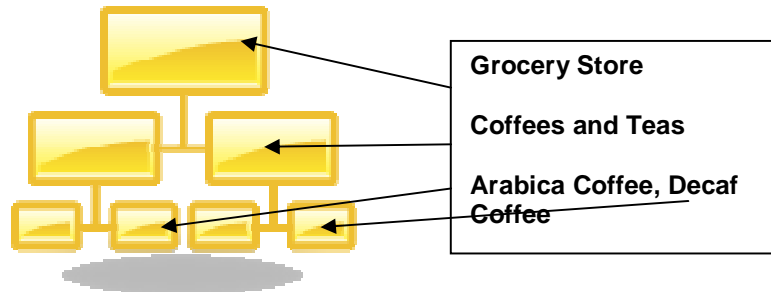 Grocery Store
Coffees and Teas
Arabica Coffee, Decaf
Coffee